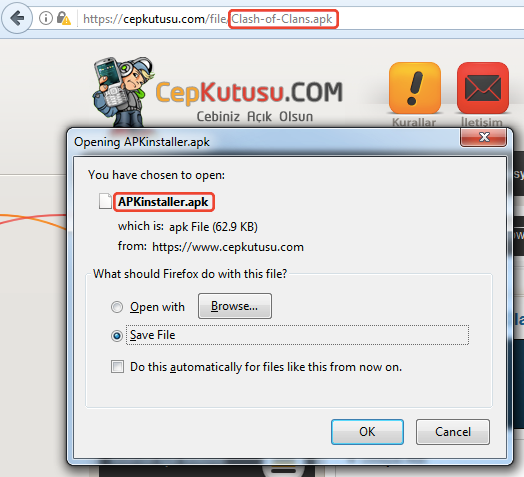 https://cepkutusu.com/file/Clash-of-Clans.apk
CepKutusu.COM
Cebiniz Açık Olsun
Kurallar
İletişim
Opening APKinstaller.apk
You have chosen to open:
APKinstaller.apk
which is: apk File (62.9 KB)
from: https://www.cepkutusu.com
What should Firefox do with this file?
Open with
Browse...
Save File
Do this automatically for files like this from now on.
OK
Cancel